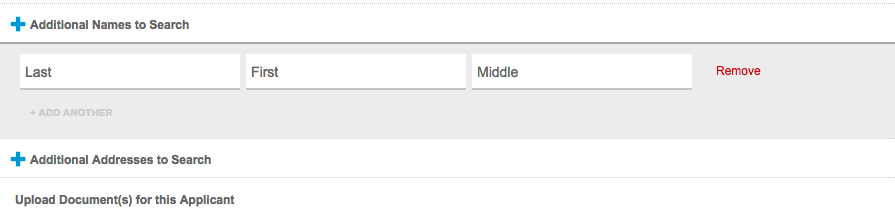 Additional Names to Search
Last First Middle Remove
+ ADD ANOTHER
Additional Addresses to Search
Upload Document(s) for this Applicant